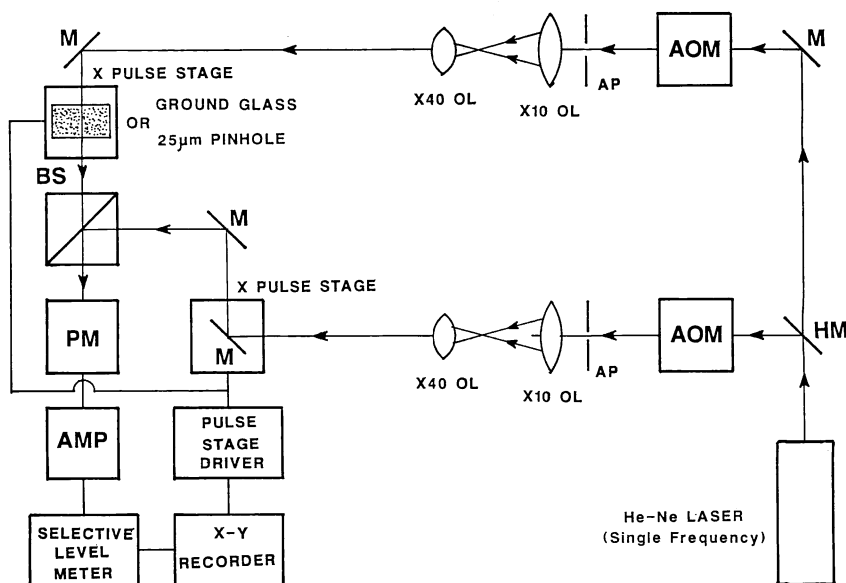 M
X PULSE STAGE
GROUND GLASS
OR
25µm PINHOLE
X40 OL
X10 OL
AP
AOM
M
BS
M
X PULSE STAGE
PM
M
X40 OL
X10 OL
AP
AOM
HM
AMP
PULSE
STAGE
DRIVER
SELECTIVE
LEVEL
METER
X-Y
RECORDER
He-Ne LASER
(Single Frequency)